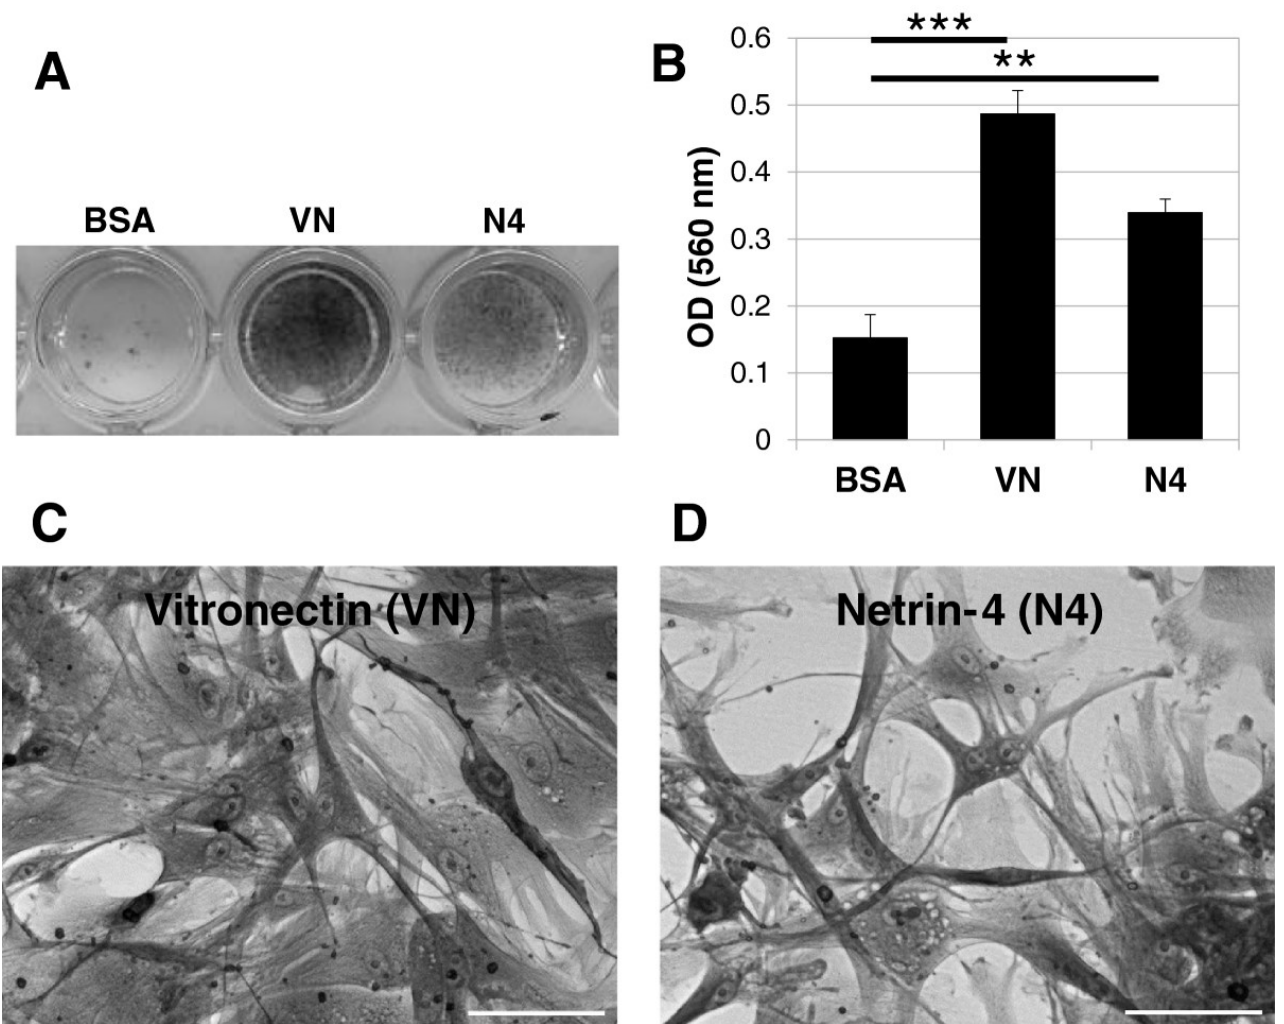 A
BSA VN N4
B
***
**
OD (560 nm)
0.6
0.5
0.4
0.3
0.2
0.1
0
BSA VN N4
C
Vitronectin (VN)
D
Netrin-4 (N4)